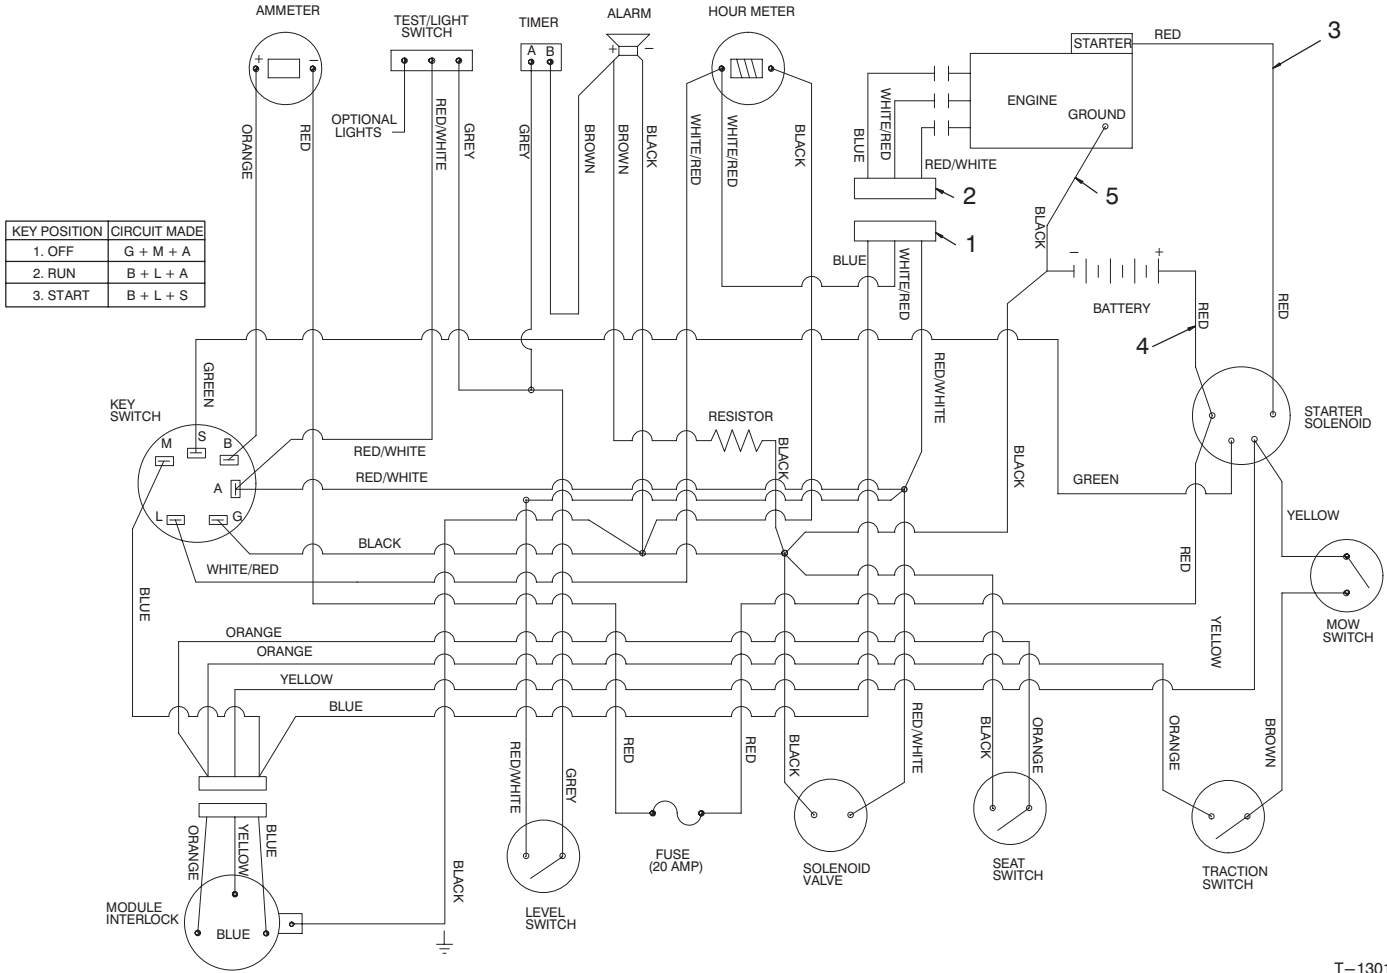 AMMETER
TEST/LIGHT
SWITCH
TIMER
ALARM
HOUR METER
STARTER
RED
3
+
−
A B
+
−
ENGINE
GROUND
OPTIONAL
LIGHTS
ORANGE
RED
RED/WHITE
GREY
GREY
BROWN
BROWN
BLACK
WHITE/RED
WHITE/RED
BLACK
BLUE
WHITE/RED
RED/WHITE
2
5
1
BLACK
KEY POSITION CIRCUIT MADE
1. OFF G + M + A
2. RUN B + L + A
3. START B + L + S
BLUE
WHITE/RED
−
+
BATTERY
RED
RED
4
GREEN
RED/WHITE
KEY
SWITCH
M
S
B
A
L
G
RED/WHITE
RED/WHITE
RESISTOR
BLACK
BLACK
STARTER
SOLENOID
GREEN
YELLOW
BLACK
WHITE/RED
RED
BLUE
MOW
SWITCH
YELLOW
ORANGE
ORANGE
YELLOW
BLUE
RED/WHITE
GREY
RED
RED
BLACK
RED/WHITE
BLACK
ORANGE
ORANGE
BROWN
ORANGE
YELLOW
BLUE
BLACK
FUSE
(20 AMP)
SOLENOID
VALVE
SEAT
SWITCH
TRACTION
SWITCH
MODULE
INTERLOCK
BLUE
LEVEL
SWITCH
T−1301